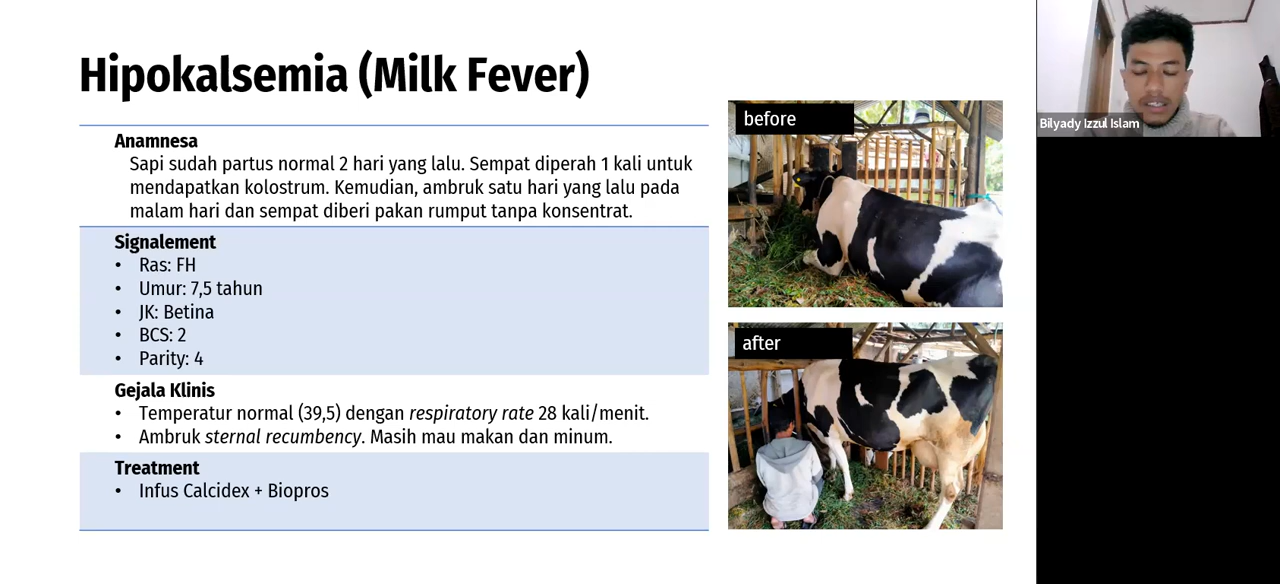 Hipokalsemia (Milk Fever)
Anamnesa
Sapi sudah partus normal 2 hari yang lalu. Sempat diperah 1 kali untuk
mendapatkan kolostrum. Kemudian, ambruk satu hari yang lalu pada
malam hari dan sempat diberi pakan rumput tanpa konsentrat.
Signalement
• Ras: FH
• Umur: 7,5 tahun
• JK: Betina
• BCS: 2
• Parity: 4
Gejala Klinis
• Temperatur normal (39,5) dengan respiratory rate 28 kali/menit.
• Ambruk sternal recumbency. Masih mau makan dan minum.
Treatment
• Infus Calcidex + Biopros
before
after
Bilyady Izzul Islam